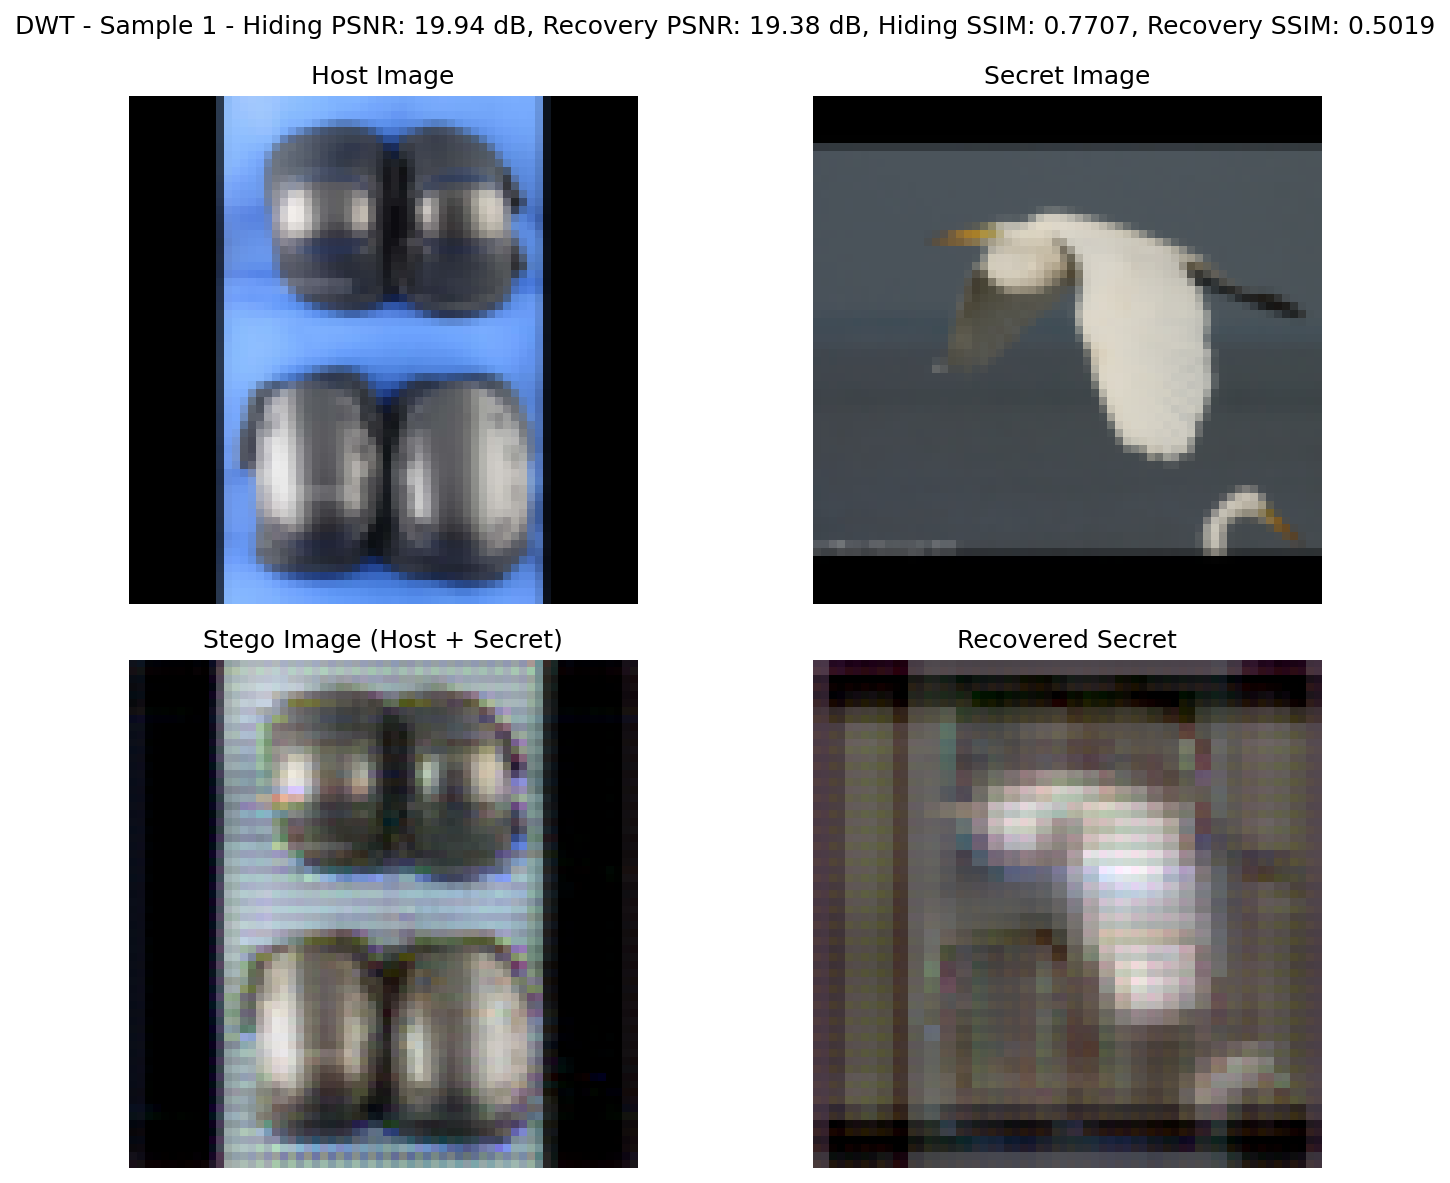 DWT - Sample 1 - Hiding PSNR: 19.94 dB, Recovery PSNR: 19.38 dB, Hiding SSIM: 0.7707, Recovery SSIM: 0.5019
Host Image
Secret Image
Stego Image (Host + Secret)
Recovered Secret